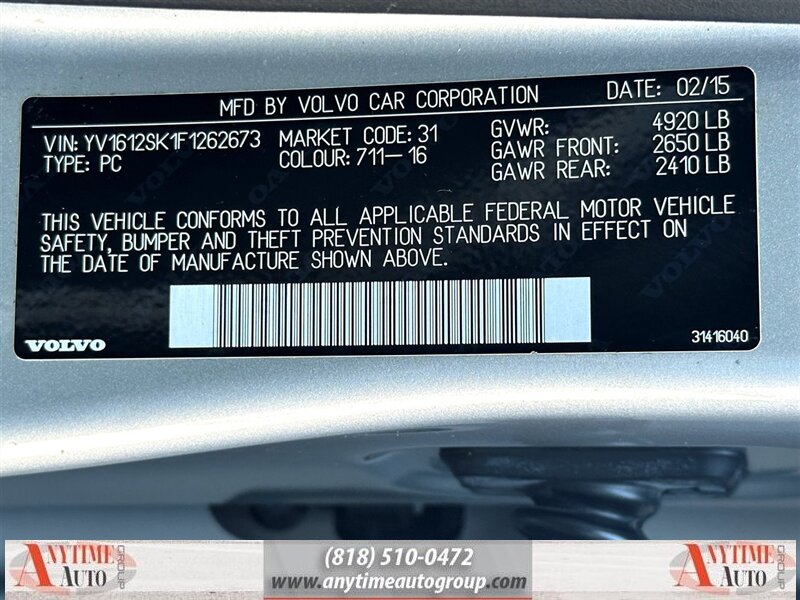 MFD BY VOLVO CAR CORPORATION DATE: 02/15
VIN: YV1612SK1F1262673 MARKET CODE: 31 GVWR: 4920 LB
TYPE: PC COLOUR: 711-16 GAWR FRONT: 2650 LB
GAWR REAR: 2410 LB
THIS VEHICLE CONFORMS TO ALL APPLICABLE FEDERAL MOTOR VEHICLE
SAFETY, BUMPER AND THEFT PREVENTION STANDARDS IN EFFECT ON
THE DATE OF MANUFACTURE SHOWN ABOVE.
VOLVO 31416040
ANYTIME AUTO GROUP
(818) 510-0472
www.anytimeautogroup.com
ANYTIME AUTO GROUP